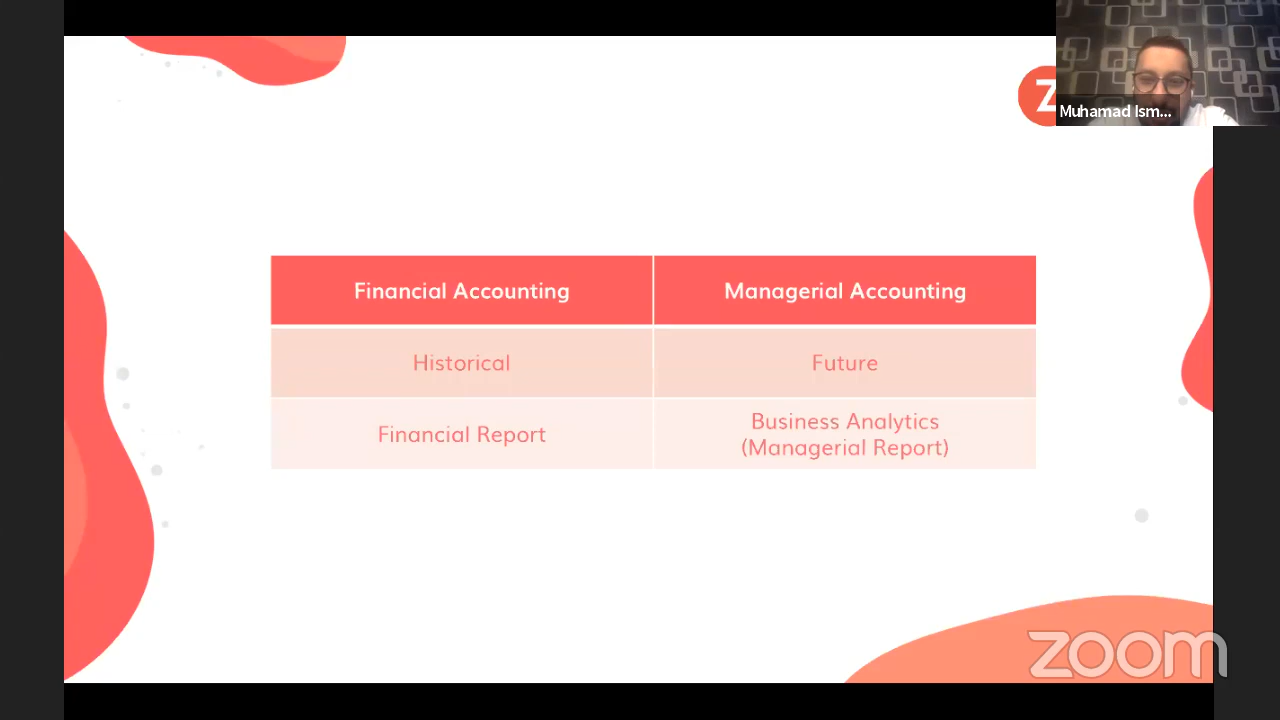 Z
Muhamad Ism...
Financial Accounting
Managerial Accounting
Historical
Future
Financial Report
Business Analytics
(Managerial Report)
zoom